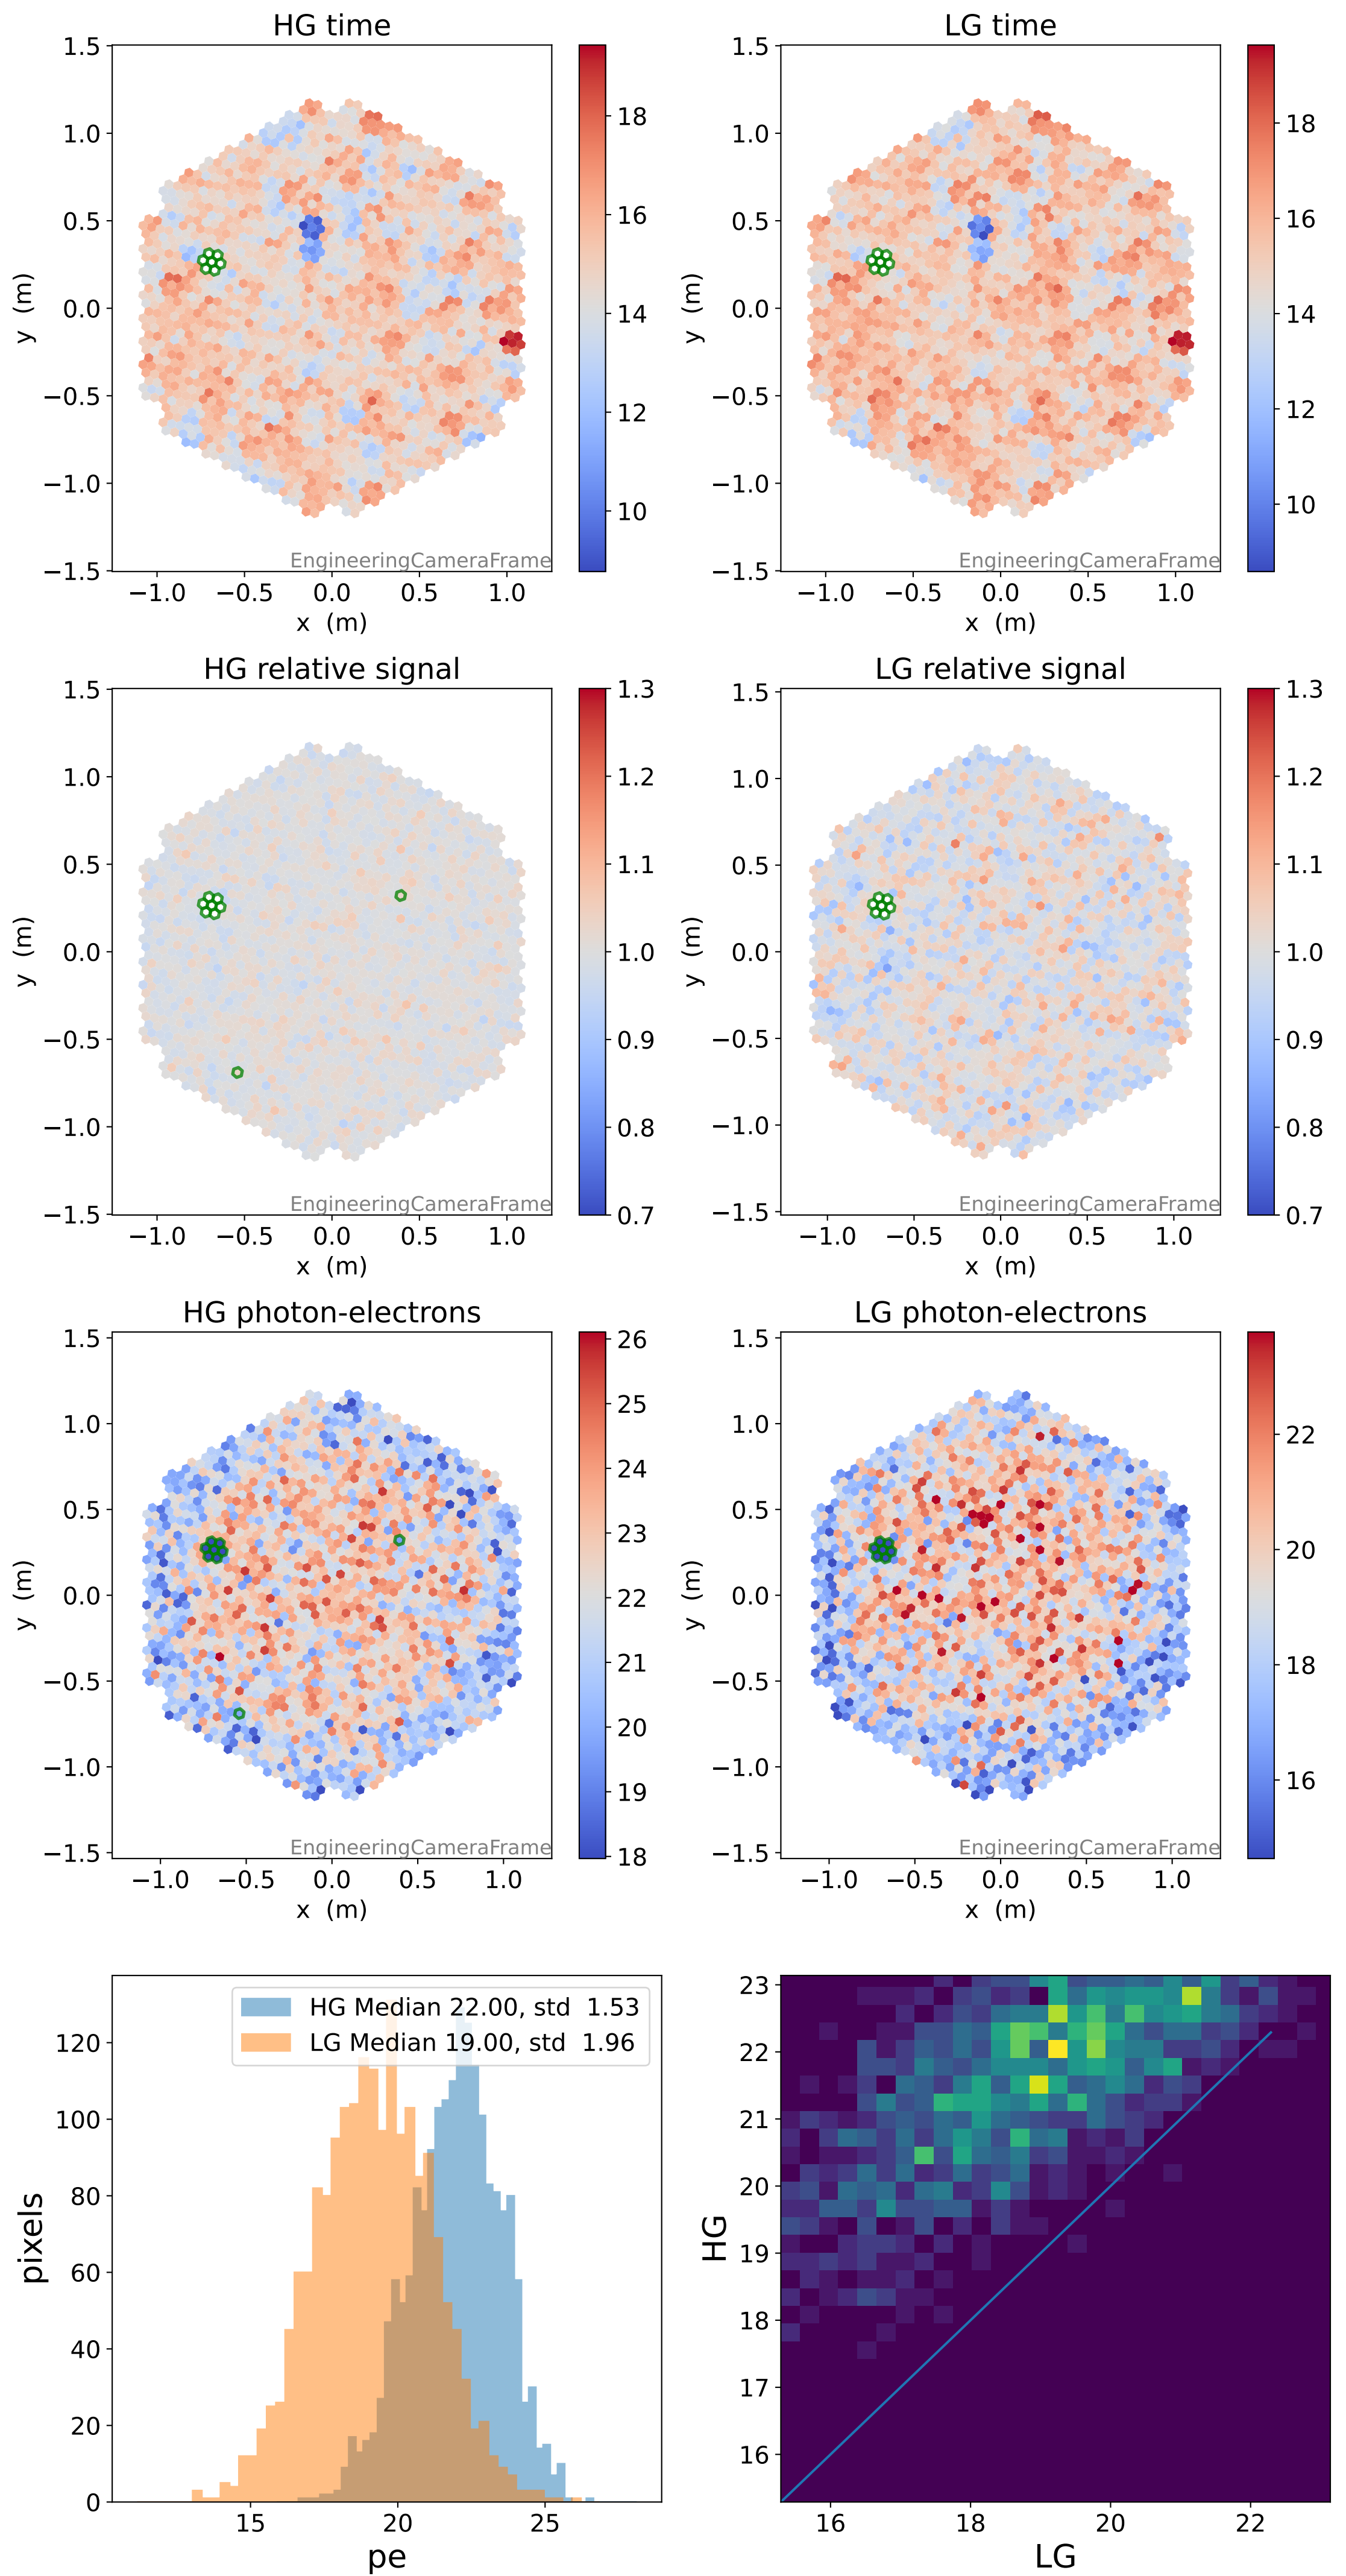 HG time
LG time
1.5
1.0
0.5
0.0
−0.5
−1.0
−1.5
y (m)
−1.0 −0.5 0.0 0.5 1.0
x (m)
EngineeringCameraFrame
18
16
14
12
10
1.5
1.0
0.5
0.0
−0.5
−1.0
−1.5
y (m)
−1.0 −0.5 0.0 0.5 1.0
x (m)
EngineeringCameraFrame
18
16
14
12
10
HG relative signal
LG relative signal
1.5
1.0
0.5
0.0
−0.5
−1.0
−1.5
y (m)
−1.0 −0.5 0.0 0.5 1.0
x (m)
EngineeringCameraFrame
1.3
1.2
1.1
1.0
0.9
0.8
0.7
1.5
1.0
0.5
0.0
−0.5
−1.0
−1.5
y (m)
−1.0 −0.5 0.0 0.5 1.0
x (m)
EngineeringCameraFrame
1.3
1.2
1.1
1.0
0.9
0.8
0.7
HG photon-electrons
LG photon-electrons
1.5
1.0
0.5
0.0
−0.5
−1.0
−1.5
y (m)
−1.0 −0.5 0.0 0.5 1.0
x (m)
EngineeringCameraFrame
26
25
24
23
22
21
20
19
18
1.5
1.0
0.5
0.0
−0.5
−1.0
−1.5
y (m)
−1.0 −0.5 0.0 0.5 1.0
x (m)
EngineeringCameraFrame
22
20
18
16
HG Median 22.00, std 1.53
LG Median 19.00, std 1.96
120
100
80
60
40
20
0
pixels
15 20 25
pe
23
22
21
20
19
18
17
16
HG
16 18 20 22
LG